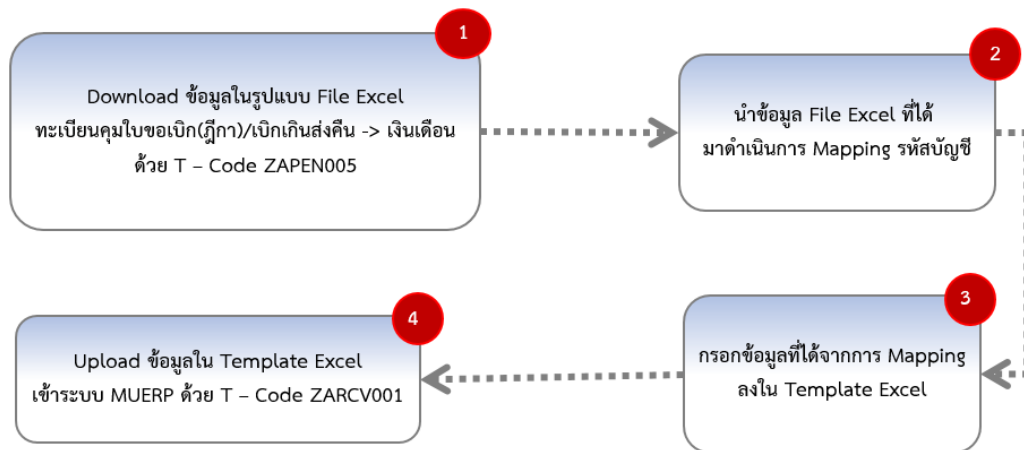 1
Download ข้อมูลในรูปแบบ File Excel
ทะเบียนคุมใบขอเบิก(ฎีกา)/เบิกเกินส่งคืน -> เงินเดือน
ด้วย T – Code ZAPEN005
2
นำข้อมูล File Excel ที่ได้
มาดำเนินการ Mapping รหัสบัญชี
3
กรอกข้อมูลที่ได้จากการ Mapping
ลงใน Template Excel
4
Upload ข้อมูลใน Template Excel
เข้าระบบ MUERP ด้วย T – Code ZARCV001